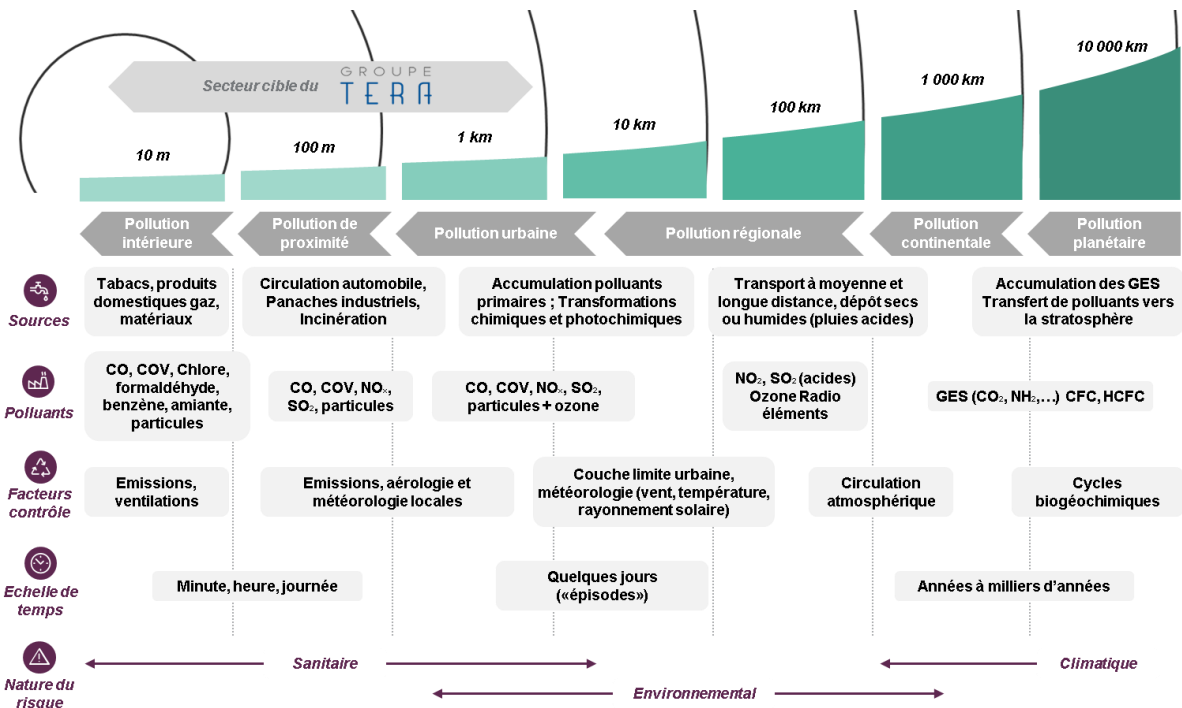 Secteur cible du
GROUPE
TERA
10 m
100 m
1 km
10 km
100 km
1 000 km
10 000 km
Pollution
intérieure
Pollution de
proximité
Pollution urbaine
Pollution régionale
Pollution
continentale
Pollution
planétaire
Sources
Tabacs, produits
domestiques gaz,
matériaux
Circulation automobile,
Panaches industriels,
Incinération
Accumulation polluants
primaires ; Transformations
chimiques et photochimiques
Transport à moyenne et
longue distance, dépôt secs
ou humides (pluies acides)
Accumulation des GES
Transfert de polluants vers
la stratosphère
Polluants
CO, COV, Chlore,
formaldéhyde,
benzène, amiante,
particules
CO, COV, NOₓ,
SO₂, particules
CO, COV, NOₓ, SO₂,
particules + ozone
NO₂, SO₂ (acides)
Ozone Radio
éléments
GES (CO₂, NH₂,…) CFC, HCFC
Facteurs
contrôle
Emissions,
ventilations
Emissions, aérologie et
météorologie locales
Couche limite urbaine,
météorologie (vent, température,
rayonnement solaire)
Circulation
atmosphérique
Cycles
biogéochimiques
Echelle de
temps
Minute, heure, journée
Quelques jours
(«épisodes»)
Années à milliers d’années
Nature du
risque
Sanitaire
Climatique
Environnemental